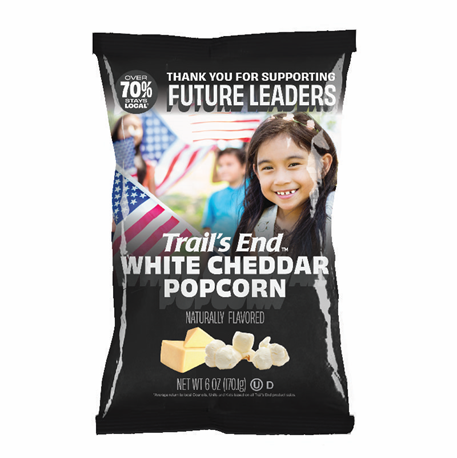 OVER
70%
STAYS
LOCAL*
THANK YOU FOR SUPPORTING
FUTURE LEADERS
Trail's End™
WHITE CHEDDAR
POPCORN
NATURALLY FLAVORED
NET WT 6 OZ (170.1g) U D